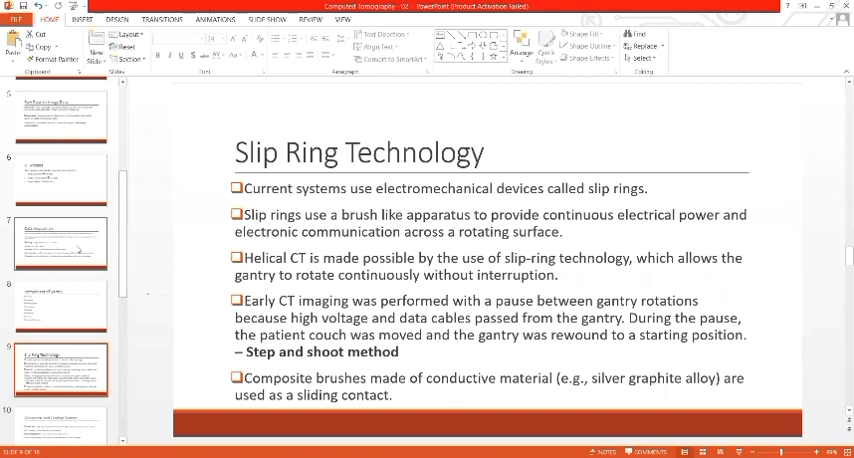 Computed Tomography - 02 - PowerPoint (Product Activation Failed)
FILE HOME INSERT DESIGN TRANSITIONS ANIMATIONS SLIDE SHOW REVIEW VIEW
Cut
Copy
Format Painter
Paste
Clipboard
New
Slide
Layout
Reset
Section
Slides
Font
Text Direction
Align Text
Convert to SmartArt
Paragraph
Arrange
Quick
Styles
Shape Fill
Shape Outline
Shape Effects
Drawing
Find
Replace
Select
Editing
5
6
7
8
9
10
Slip Ring Technology
Current systems use electromechanical devices called slip rings.
Slip rings use a brush like apparatus to provide continuous electrical power and
electronic communication across a rotating surface.
Helical CT is made possible by the use of slip-ring technology, which allows the
gantry to rotate continuously without interruption.
Early CT imaging was performed with a pause between gantry rotations
because high voltage and data cables passed from the gantry. During the pause,
the patient couch was moved and the gantry was rewound to a starting position.
– Step and shoot method
Composite brushes made of conductive material (e.g., silver graphite alloy) are
used as a sliding contact.
SLIDE 9 OF 16
NOTES COMMENTS